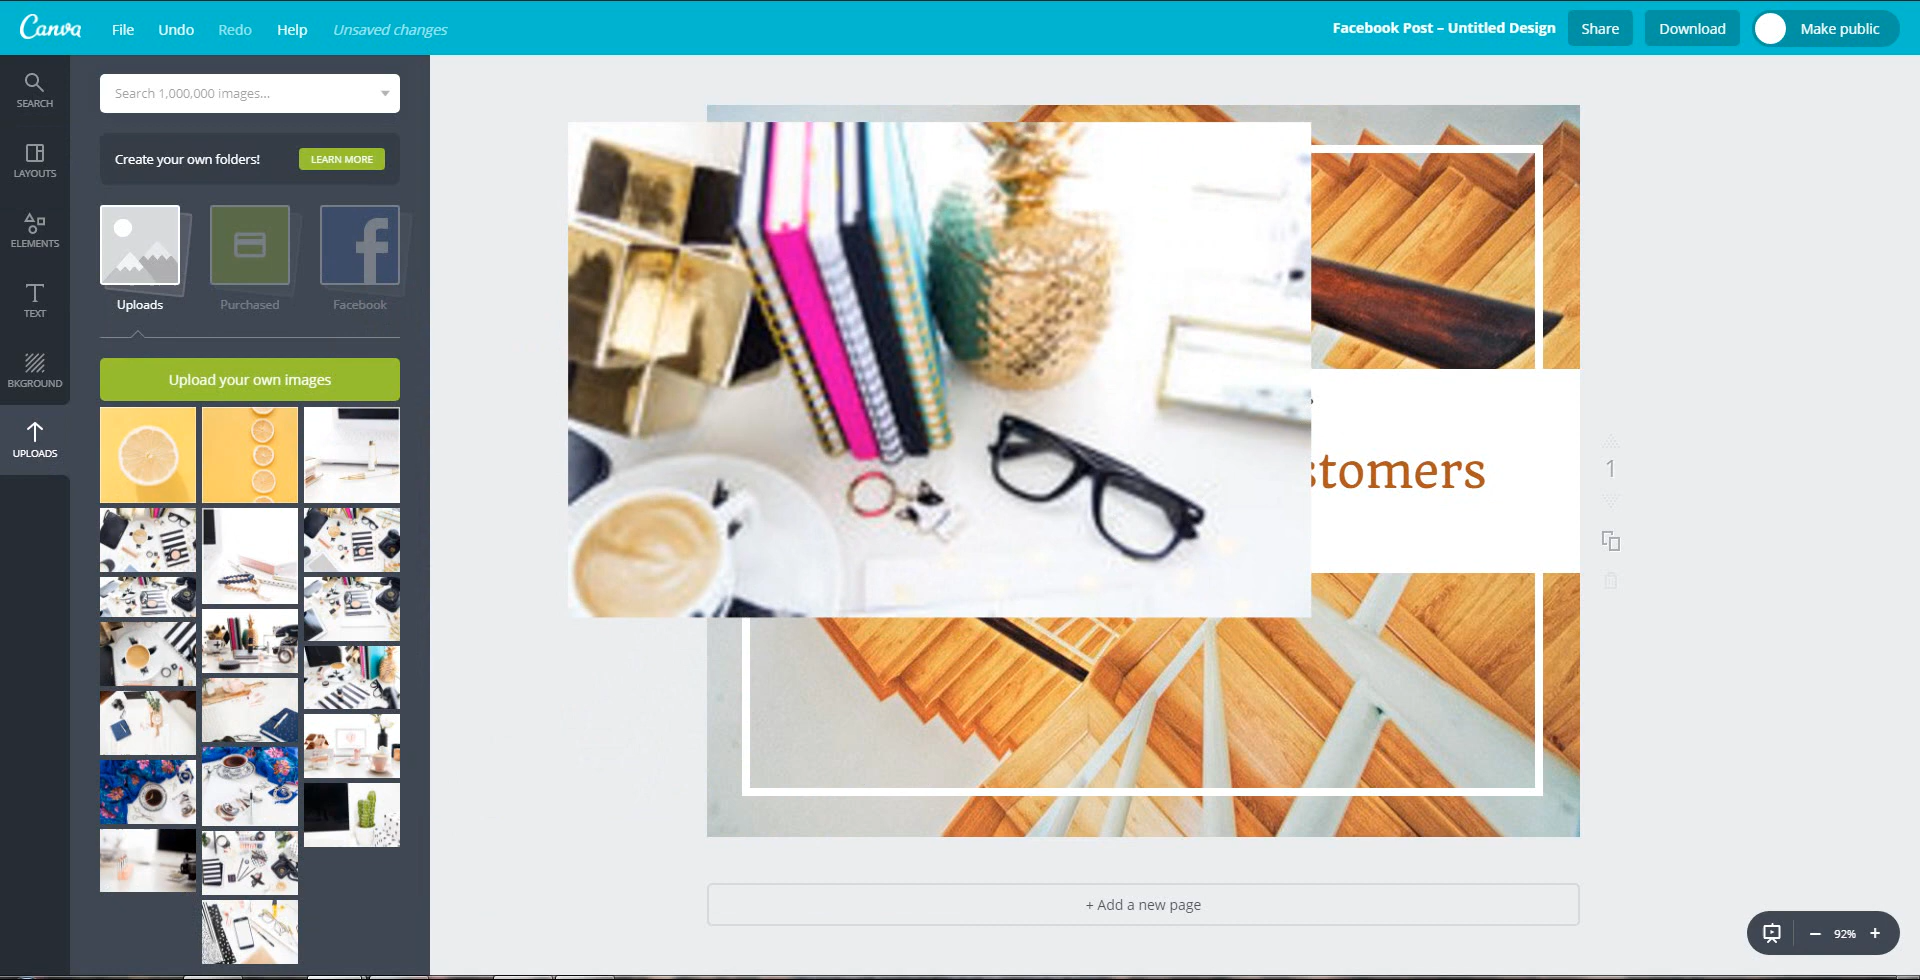 Canva File Undo Redo Help Unsaved changes
Facebook Post – Untitled Design Share Download Make public
SEARCH
LAYOUTS
ELEMENTS
TEXT
BKGROUND
UPLOADS
Search 1,000,000 images...
Create your own folders! LEARN MORE
Uploads Purchased Facebook
Upload your own images
stomers
1
+ Add a new page
92%